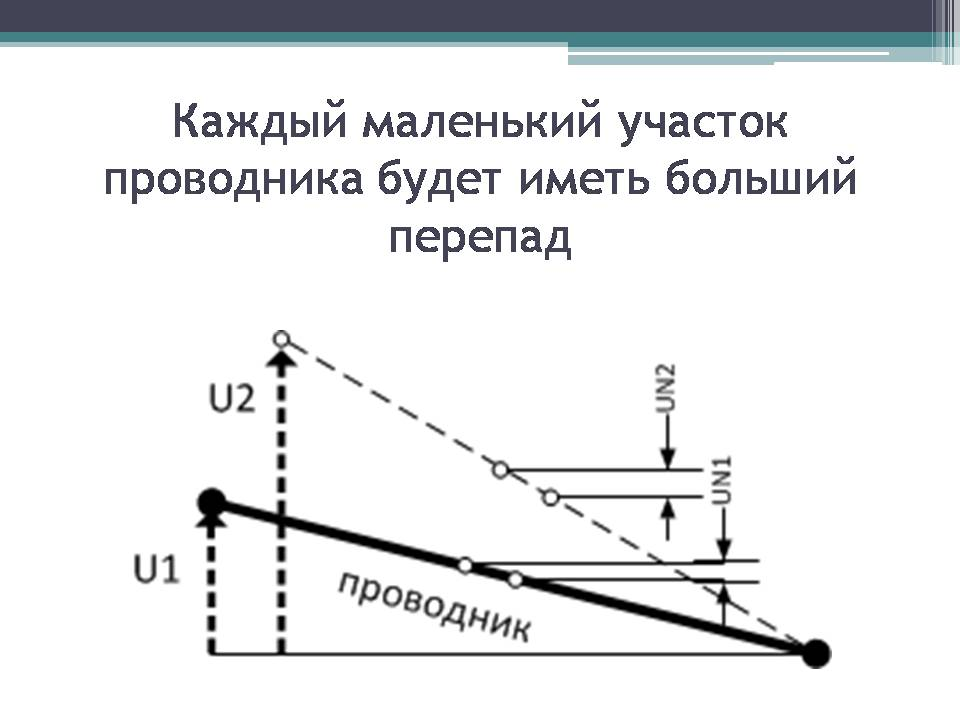 Каждый маленький участок
проводника будет иметь больший
перепад
U2
UN2
UN1
U1
проводник